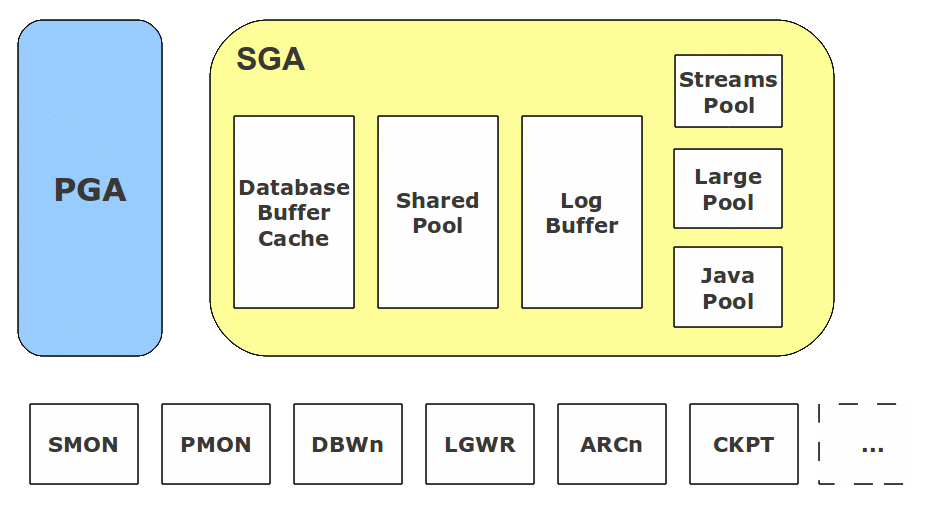 PGA
SGA
Database
Buffer
Cache
Shared
Pool
Log
Buffer
Streams
Pool
Large
Pool
Java
Pool
SMON
PMON
DBWn
LGWR
ARCn
CKPT
...